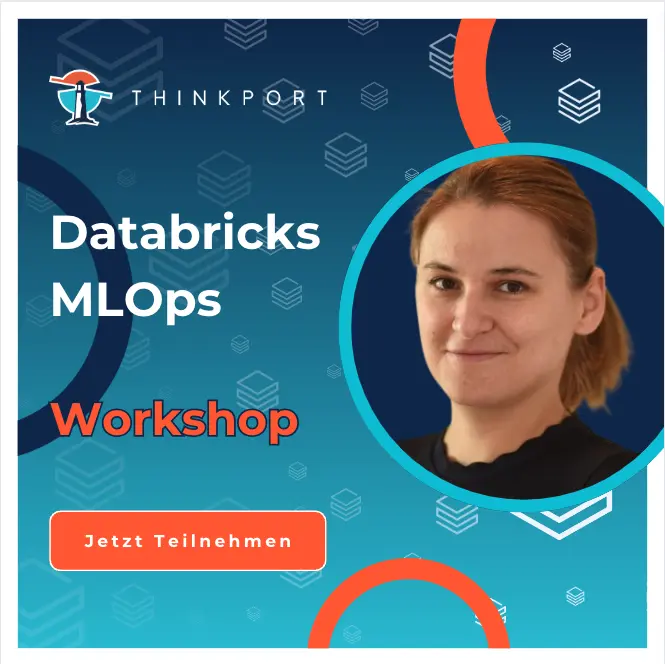 THINKPORT
Databricks
MLOps
Workshop
Jetzt Teilnehmen